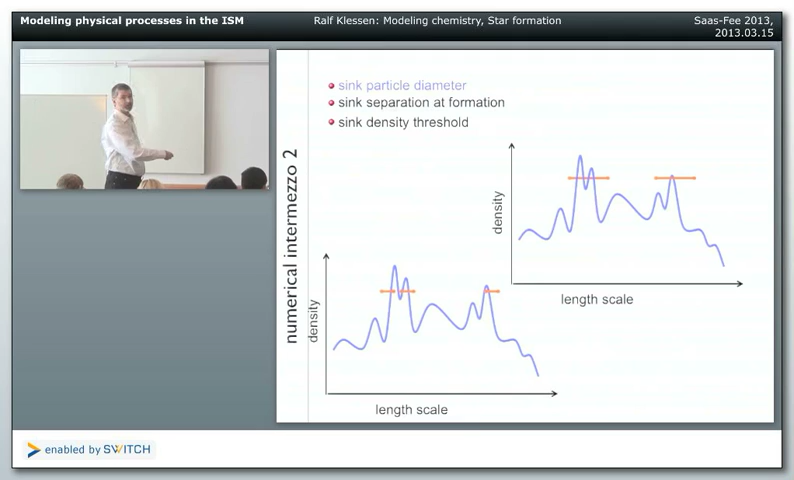 Modeling physical processes in the ISM
Ralf Klessen: Modeling chemistry, Star formation
Saas-Fee 2013,
2013.03.15
sink particle diameter
sink separation at formation
sink density threshold
numerical intermezzo 2
density
length scale
density
length scale
enabled by SWITCH